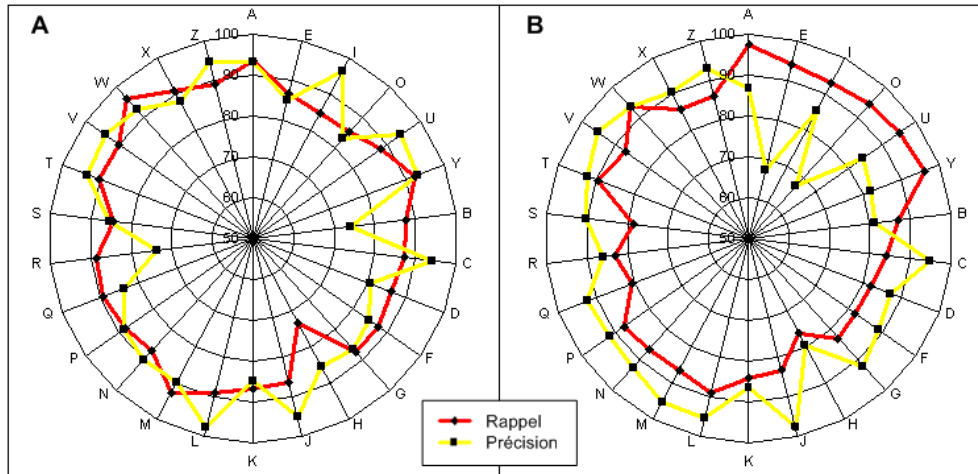 A
B
A
E
I
O
U
Y
B
C
D
F
G
H
J
K
L
M
N
P
Q
R
S
T
V
W
X
Z
100
90
80
70
60
50
A
E
I
O
U
Y
B
C
D
F
G
H
J
K
L
M
N
P
Q
R
S
T
V
W
X
Z
100
90
80
70
60
50
Rappel
Précision